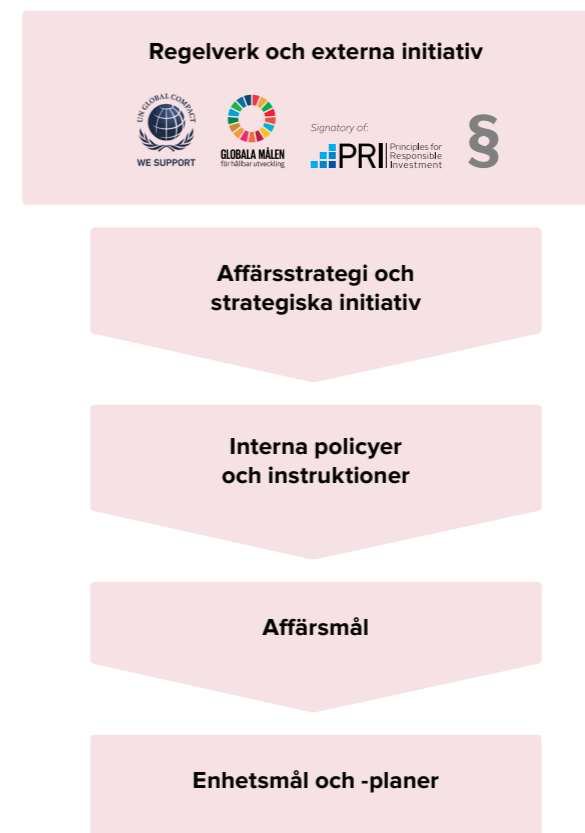 Regelverk och externa initiativ
UN GLOBAL COMPACT
WE SUPPORT
GLOBALA MÅLEN
för hållbar utveckling
Signatory of:
PRI
Principles for
Responsible
Investment
§
Affärsstrategi och
strategiska initiativ
Interna policyer
och instruktioner
Affärsmål
Enhetsmål och -planer